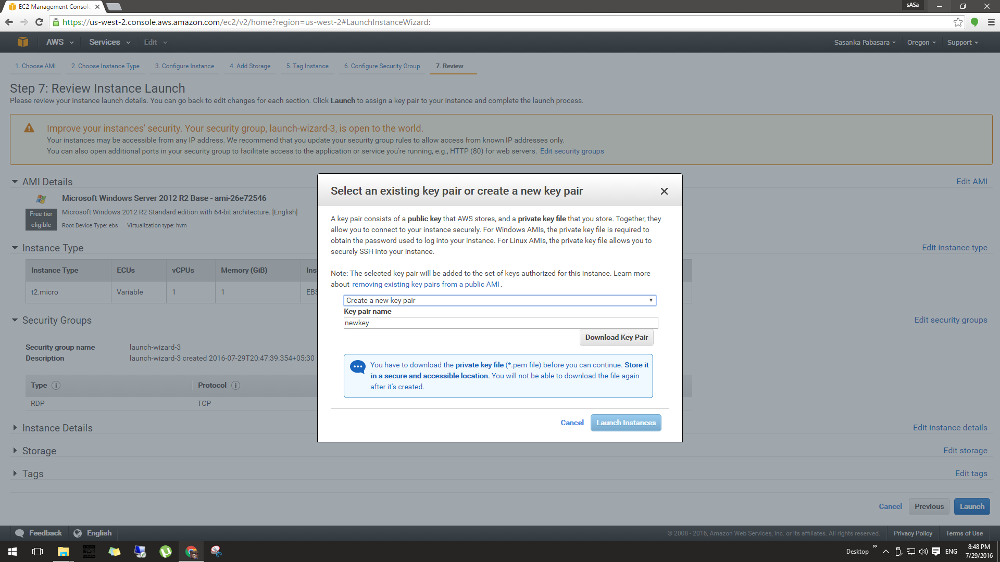 EC2 Management Console
sASa
https://us-west-2.console.aws.amazon.com/ec2/v2/home?region=us-west-2#LaunchInstanceWizard:
AWS Services Edit Sasanka Pabasara Oregon Support
1. Choose AMI 2. Choose Instance Type 3. Configure Instance 4. Add Storage 5. Tag Instance 6. Configure Security Group 7. Review
Step 7: Review Instance Launch
Please review your instance launch details. You can go back to edit changes for each section. Click Launch to assign a key pair to your instance and complete the launch process.
Improve your instances' security. Your security group, launch-wizard-3, is open to the world.
Your instances may be accessible from any IP address. We recommend that you update your security group rules to allow access from known IP addresses only.
You can also open additional ports in your security group to facilitate access to the application or service you're running, e.g., HTTP (80) for web servers. Edit security groups
AMI Details Edit AMI
Microsoft Windows Server 2012 R2 Base - ami-26e72546
Free tier eligible
Microsoft Windows 2012 R2 Standard edition with 64-bit architecture. [English]
Root Device Type: ebs Virtualization type: hvm
Instance Type Edit instance type
Instance Type ECUs vCPUs Memory (GiB) Ins
t2.micro Variable 1 1 EBS
Security Groups Edit security groups
Security group name launch-wizard-3
Description launch-wizard-3 created 2016-07-29T20:47:39.354+05:30
Type Protocol
RDP TCP
Instance Details Edit instance details
Storage Edit storage
Tags Edit tags
Select an existing key pair or create a new key pair
A key pair consists of a public key that AWS stores, and a private key file that you store. Together, they
allow you to connect to your instance securely. For Windows AMIs, the private key file is required to
obtain the password used to log into your instance. For Linux AMIs, the private key file allows you to
securely SSH into your instance.
Note: The selected key pair will be added to the set of keys authorized for this instance. Learn more
about removing existing key pairs from a public AMI.
Create a new key pair
Key pair name
newkey
Download Key Pair
You have to download the private key file (*.pem file) before you can continue. Store it
in a secure and accessible location. You will not be able to download the file again
after it's created.
Cancel Launch Instances
Cancel Previous Launch
Feedback English © 2008 - 2016, Amazon Web Services, Inc. or its affiliates. All rights reserved. Privacy Policy Terms of Use
Desktop ENG 8:48 PM
7/29/2016